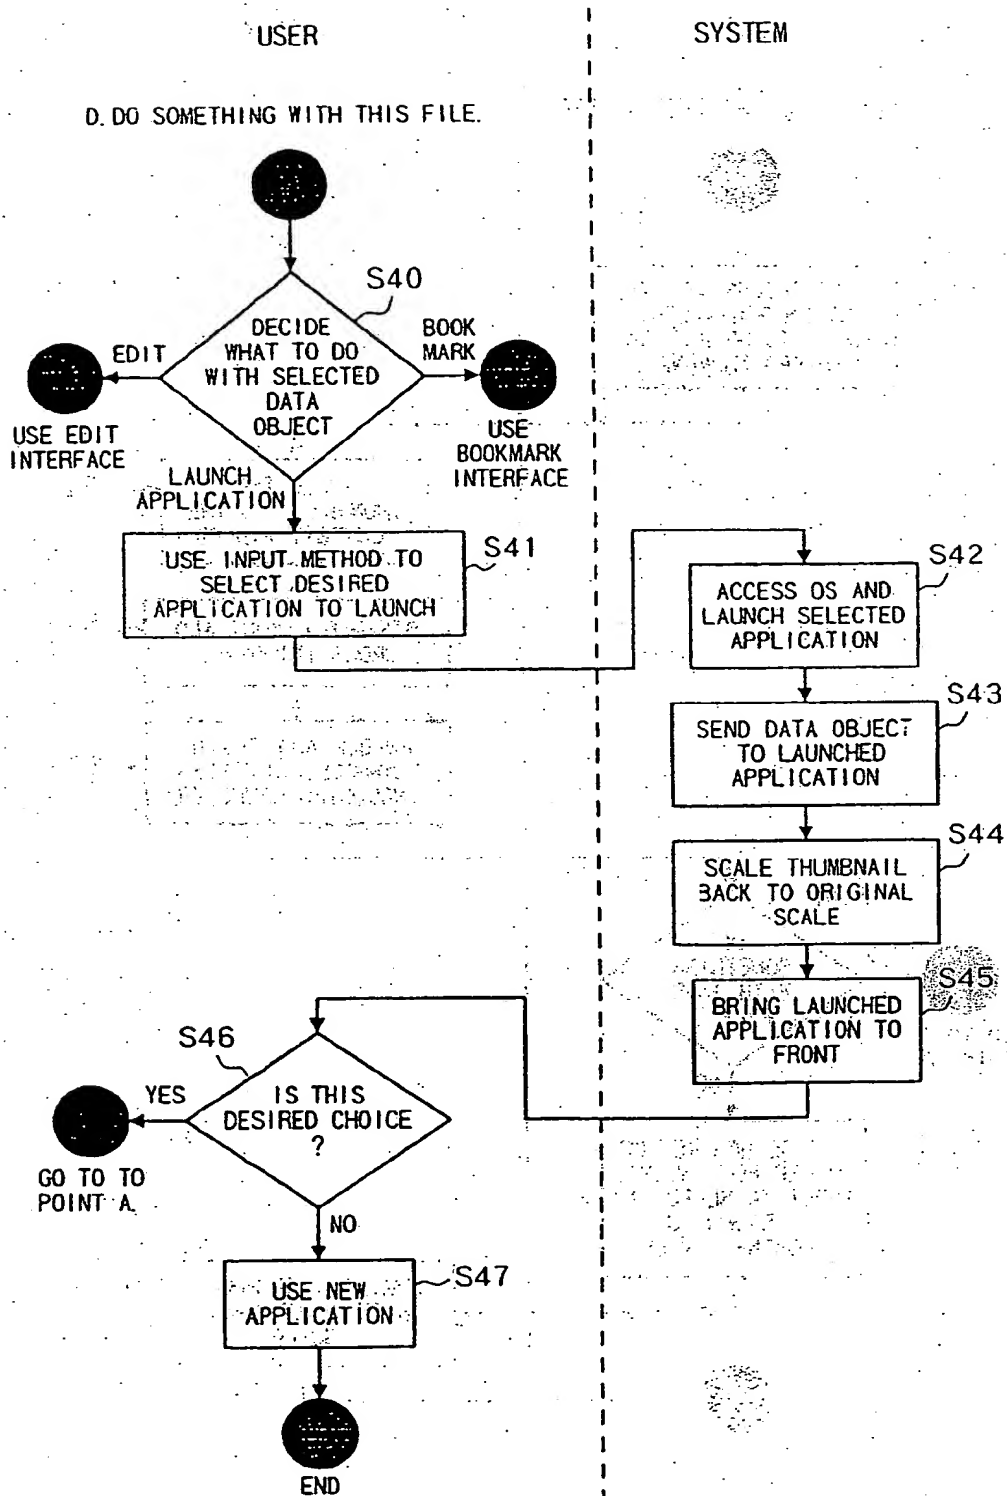 USER
SYSTEM
D. DO SOMETHING WITH THIS FILE.
S40
DECIDE
WHAT TO DO
WITH SELECTED
DATA
OBJECT
EDIT
BOOK
MARK
USE EDIT
INTERFACE
USE
BOOKMARK
INTERFACE
LAUNCH
APPLICATION
S41
USE INPUT METHOD TO
SELECT DESIRED
APPLICATION TO LAUNCH
S42
ACCESS OS AND
LAUNCH SELECTED
APPLICATION
S43
SEND DATA OBJECT
TO LAUNCHED
APPLICATION
S44
SCALE THUMBNAIL
BACK TO ORIGINAL
SCALE
S45
BRING LAUNCHED
APPLICATION TO
FRONT
S46
IS THIS
DESIRED CHOICE
?
YES
GO TO TO
POINT A.
NO
S47
USE NEW
APPLICATION
END